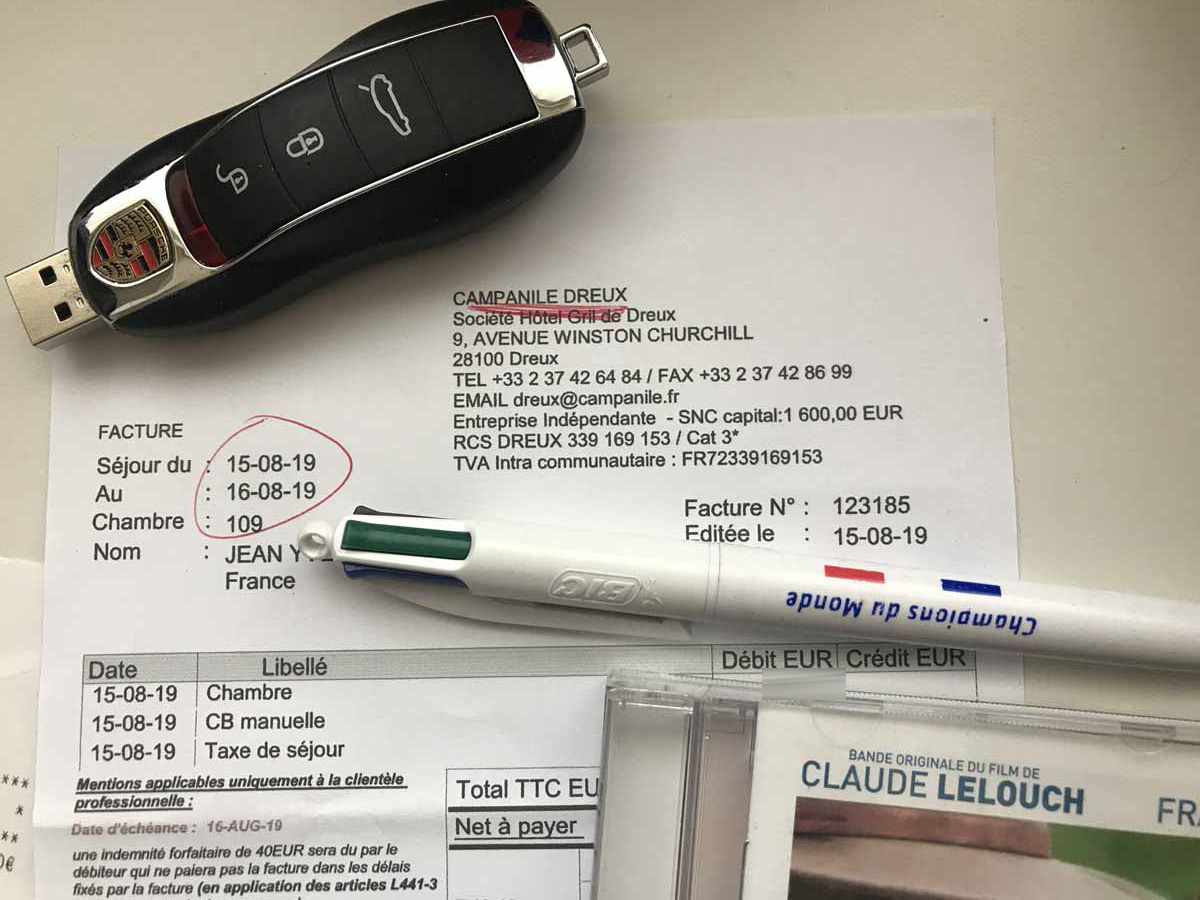 PORSCHE
CAMPANILE DREUX
Société Hôtel Gril de Dreux
9, AVENUE WINSTON CHURCHILL
28100 Dreux
TEL +33 2 37 42 64 84 / FAX +33 2 37 42 86 99
EMAIL dreux@campanile.fr
Entreprise Indépendante - SNC capital:1 600,00 EUR
RCS DREUX 339 169 153 / Cat 3*
TVA Intra communautaire : FR72339169153
FACTURE
Séjour du : 15-08-19
Au : 16-08-19
Chambre : 109
Nom : JEAN
France
Facture N° : 123185
Editée le : 15-08-19
BIC
Champions du Monde
Date Libellé Débit EUR Crédit EUR
15-08-19 Chambre
15-08-19 CB manuelle
15-08-19 Taxe de séjour
Mentions applicables uniquement à la clientèle
professionnelle :
Date d'échéance : 16-AUG-19
une indemnité forfaitaire de 40EUR sera du par le
débiteur qui ne paiera pas la facture dans les délais
fixés par la facture (en application des articles L441-3
Total TTC EU
Net à payer
***
*
**
0€
BANDE ORIGINALE DU FILM DE
CLAUDE LELOUCH
FRA